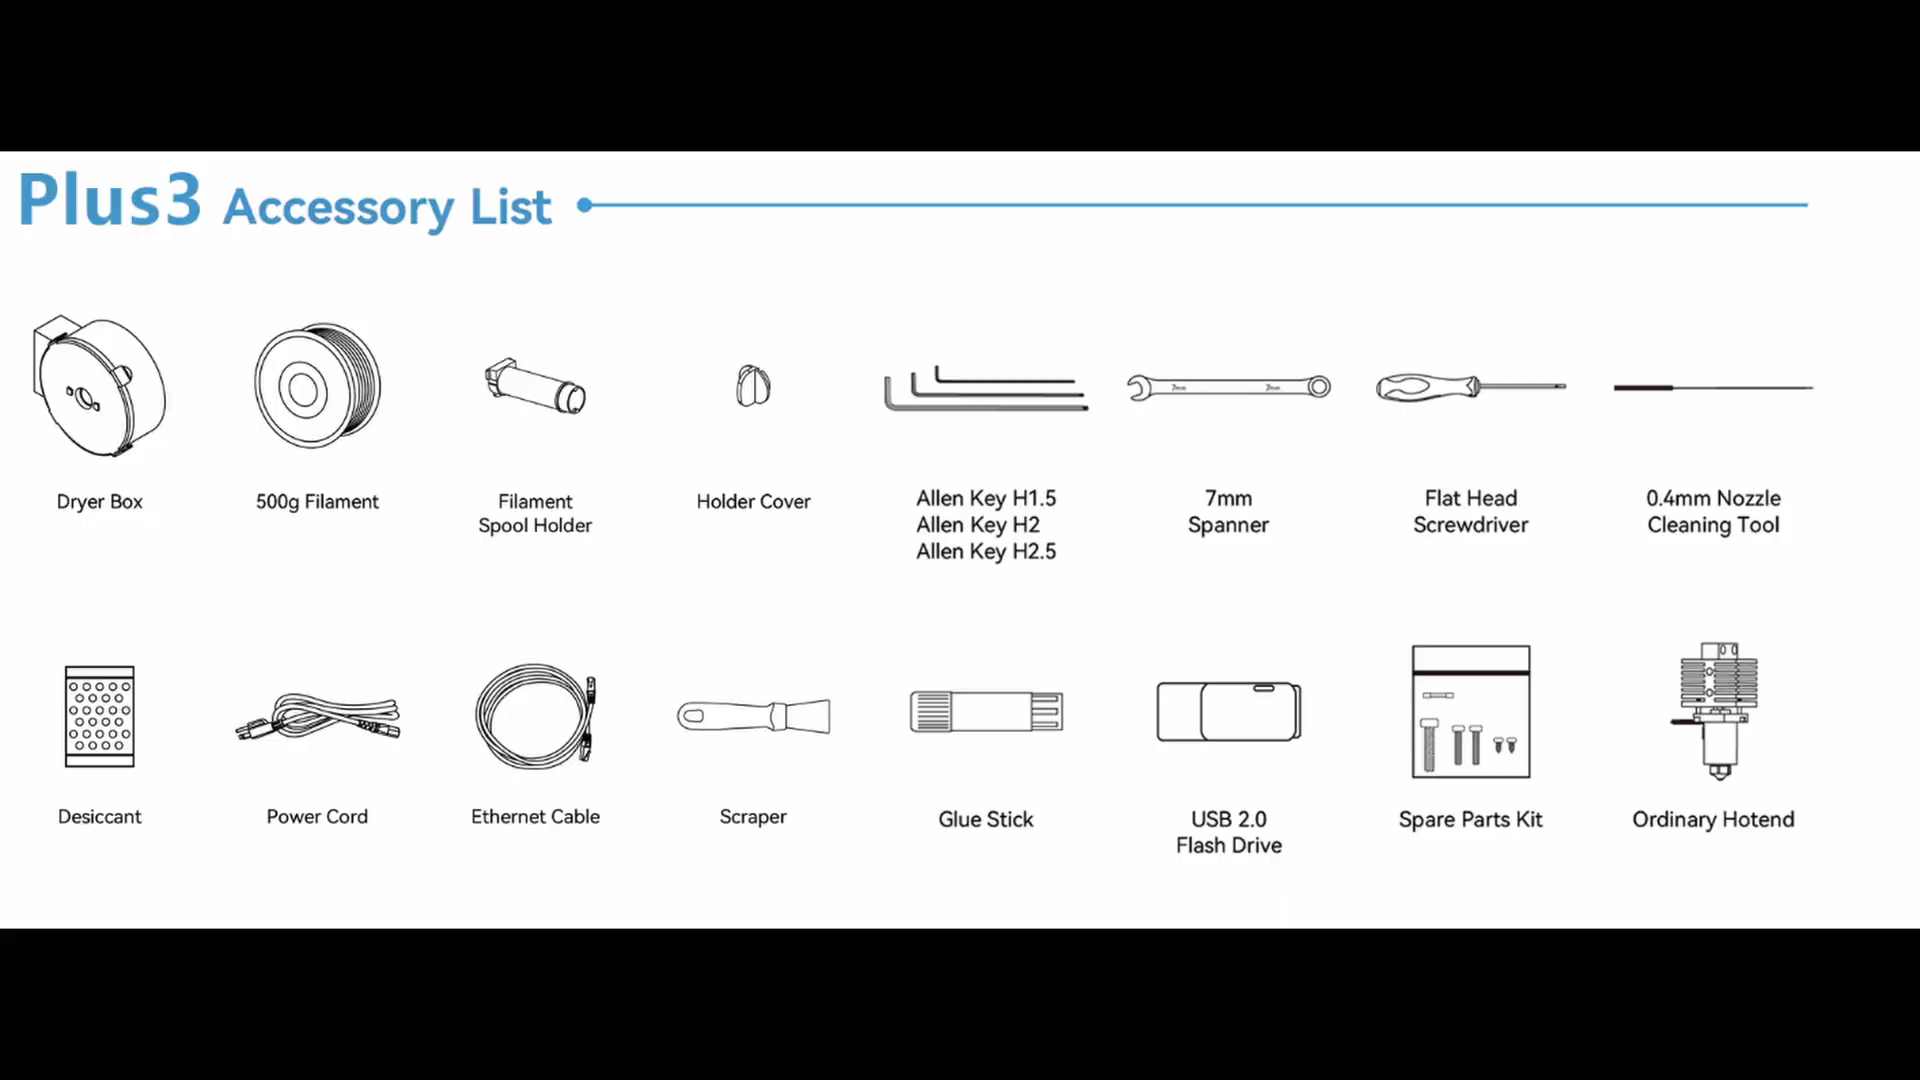 Plus3 Accessory List
Dryer Box
500g Filament
Filament
Spool Holder
Holder Cover
Allen Key H1.5
Allen Key H2
Allen Key H2.5
7mm
7mm
7mm
Spanner
Flat Head
Screwdriver
0.4mm Nozzle
Cleaning Tool
Desiccant
Power Cord
Ethernet Cable
Scraper
Glue Stick
USB 2.0
Flash Drive
Spare Parts Kit
Ordinary Hotend